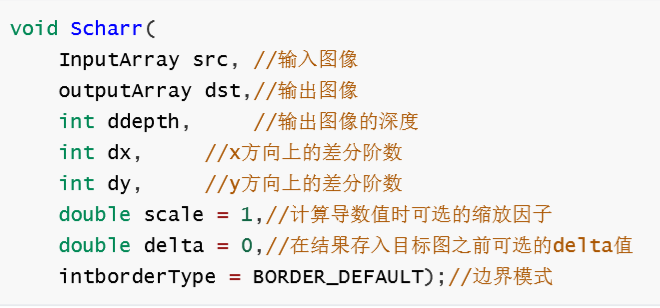 void Scharr(
InputArray src, //输入图像
outputArray dst,//输出图像
int ddepth, //输出图像的深度
int dx, //x方向上的差分阶数
int dy, //y方向上的差分阶数
double scale = 1,//计算导数值时可选的缩放因子
double delta = 0,//在结果存入目标图之前可选的delta值
intborderType = BORDER_DEFAULT);//边界模式